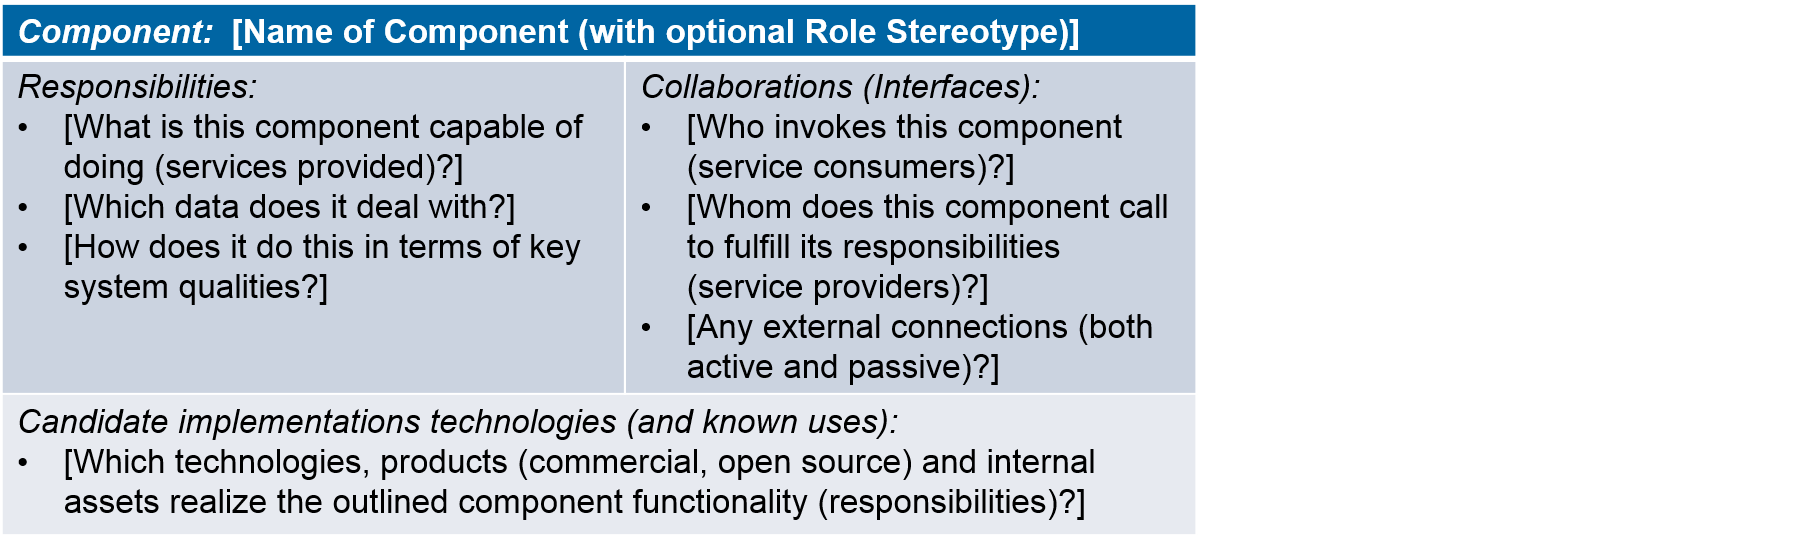 Component: [Name of Component (with optional Role Stereotype)]
Responsibilities:
• [What is this component capable of
doing (services provided)?]
• [Which data does it deal with?]
• [How does it do this in terms of key
system qualities?]
Collaborations (Interfaces):
• [Who invokes this component
(service consumers)?]
• [Whom does this component call
to fulfill its responsibilities
(service providers)?]
• [Any external connections (both
active and passive)?]
Candidate implementations technologies (and known uses):
• [Which technologies, products (commercial, open source) and internal
assets realize the outlined component functionality (responsibilities)?]